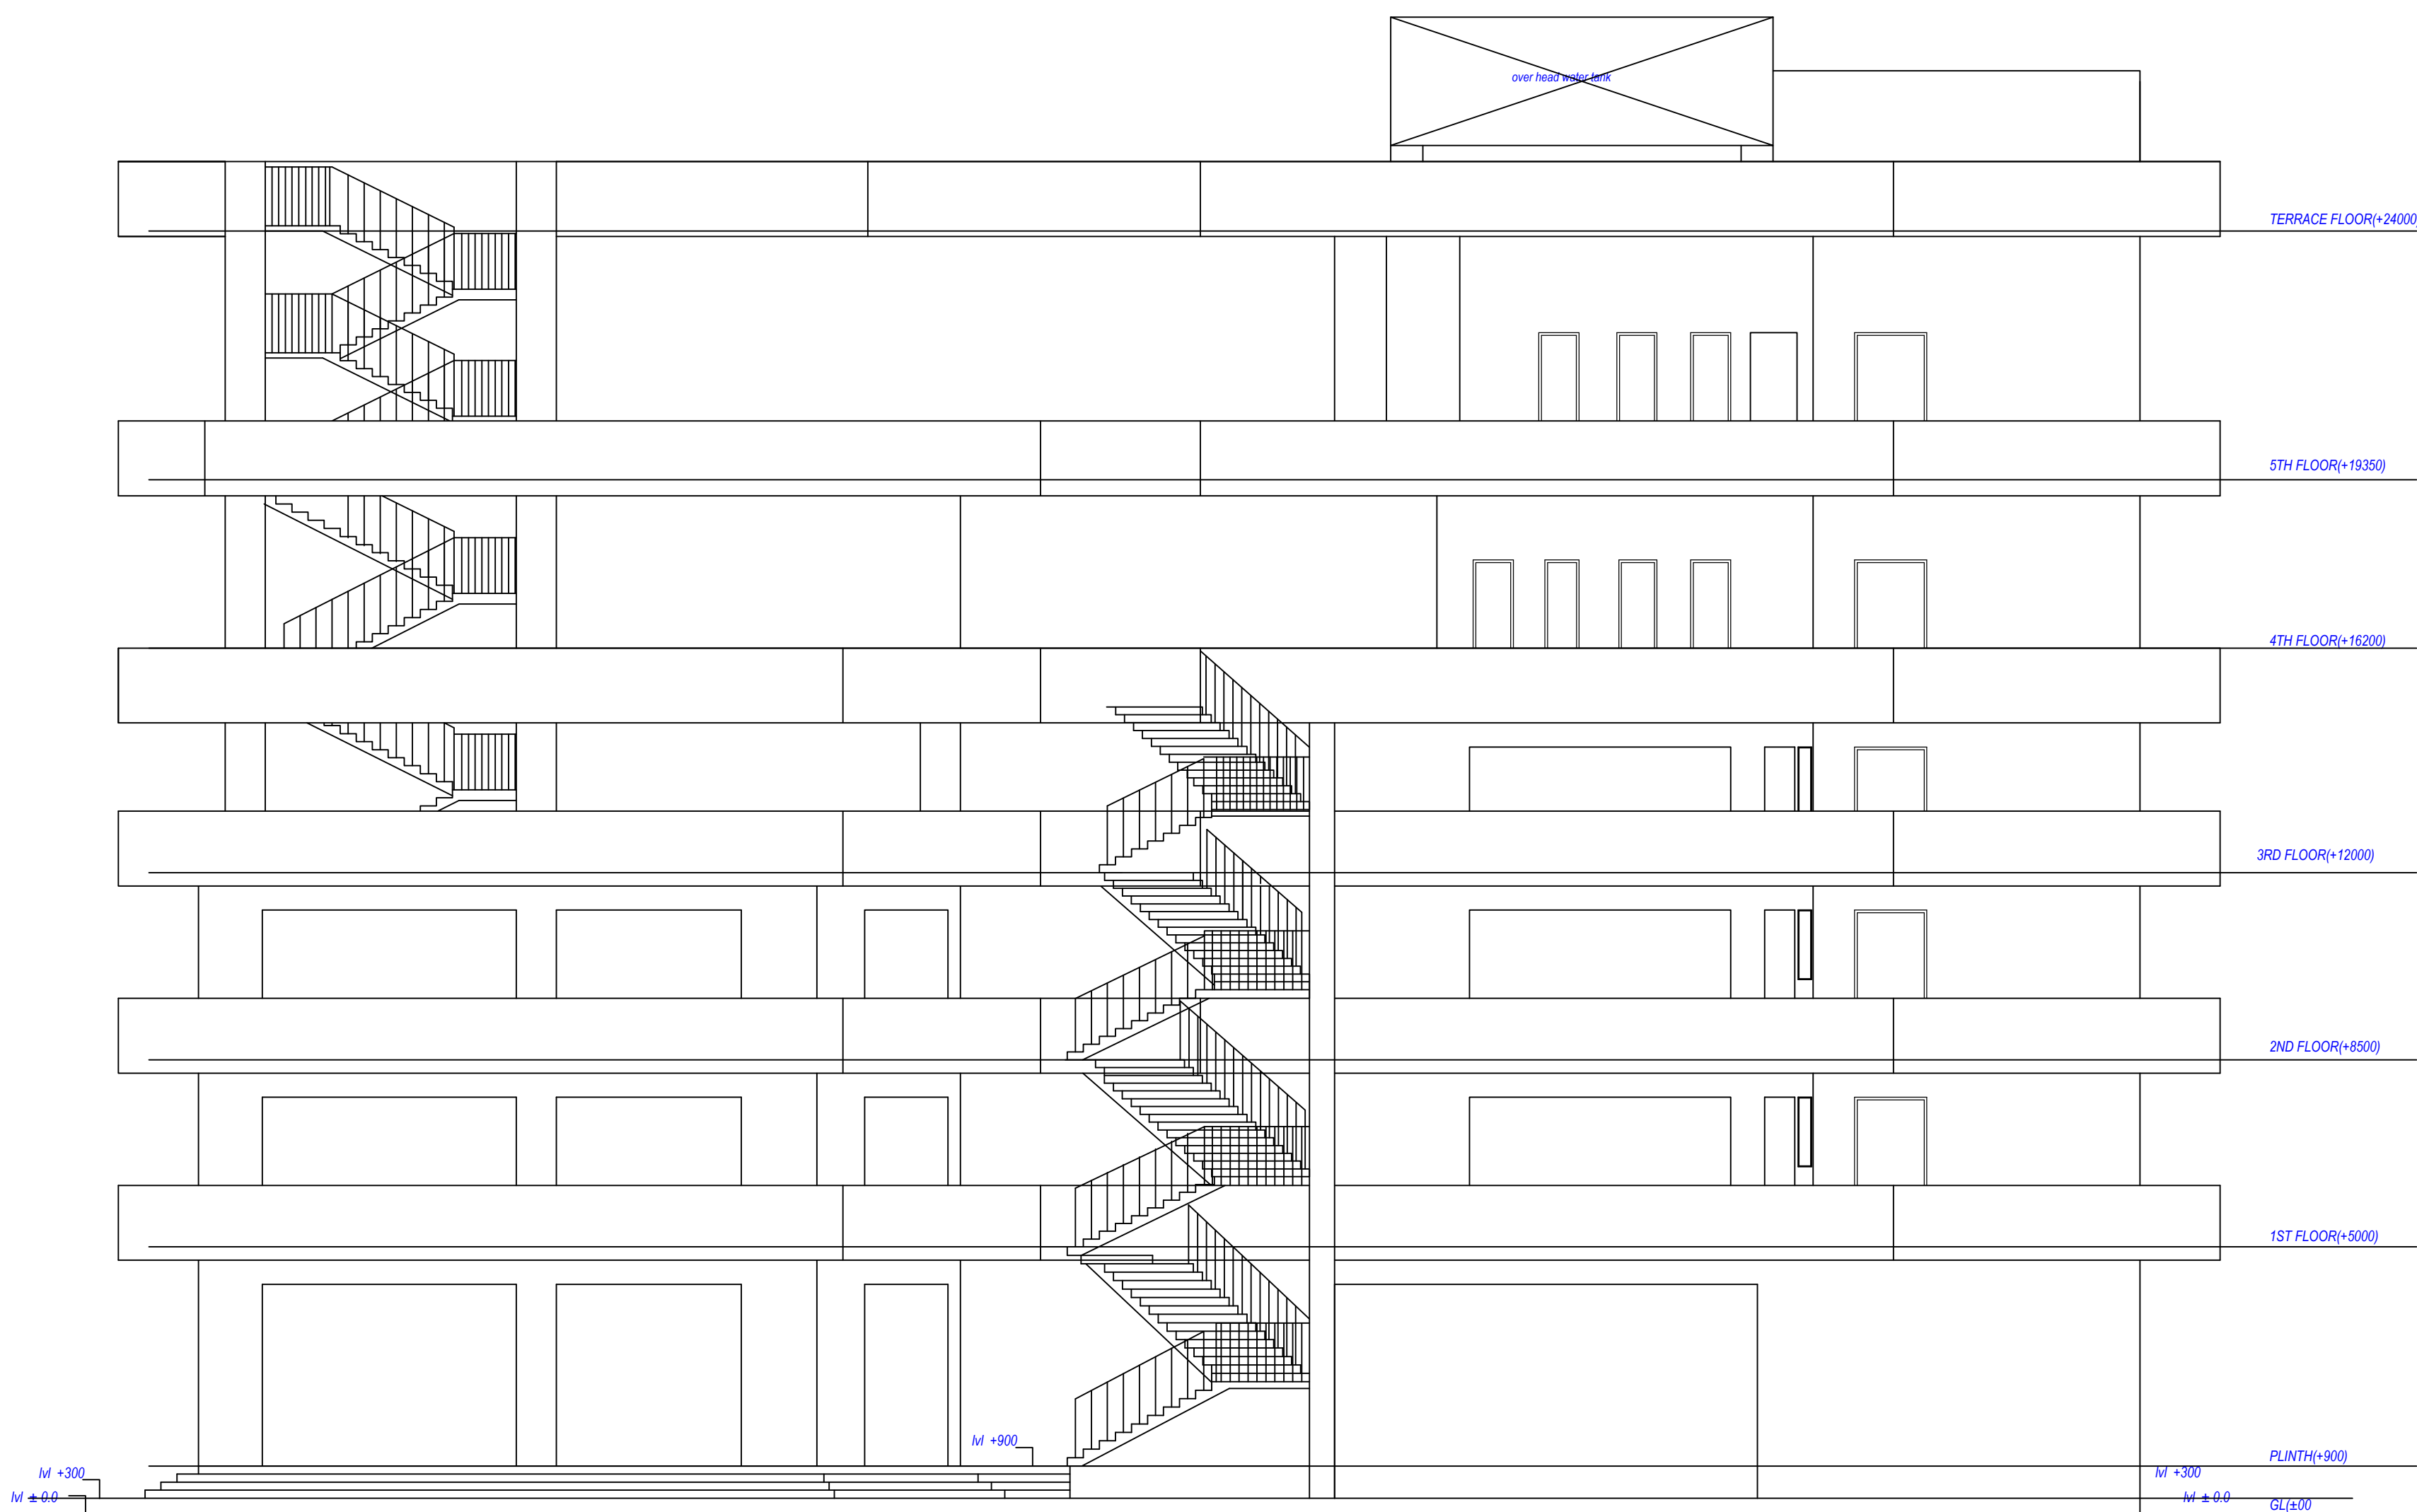 over head water tank
TERRACE FLOOR(+24000)
5TH FLOOR(+19350)
4TH FLOOR(+16200)
3RD FLOOR(+12000)
2ND FLOOR(+8500)
1ST FLOOR(+5000)
lvl +900
PLINTH(+900)
lvl +300
lvl +300
lvl ± 0.0
lvl ± 0.0
GL(±00